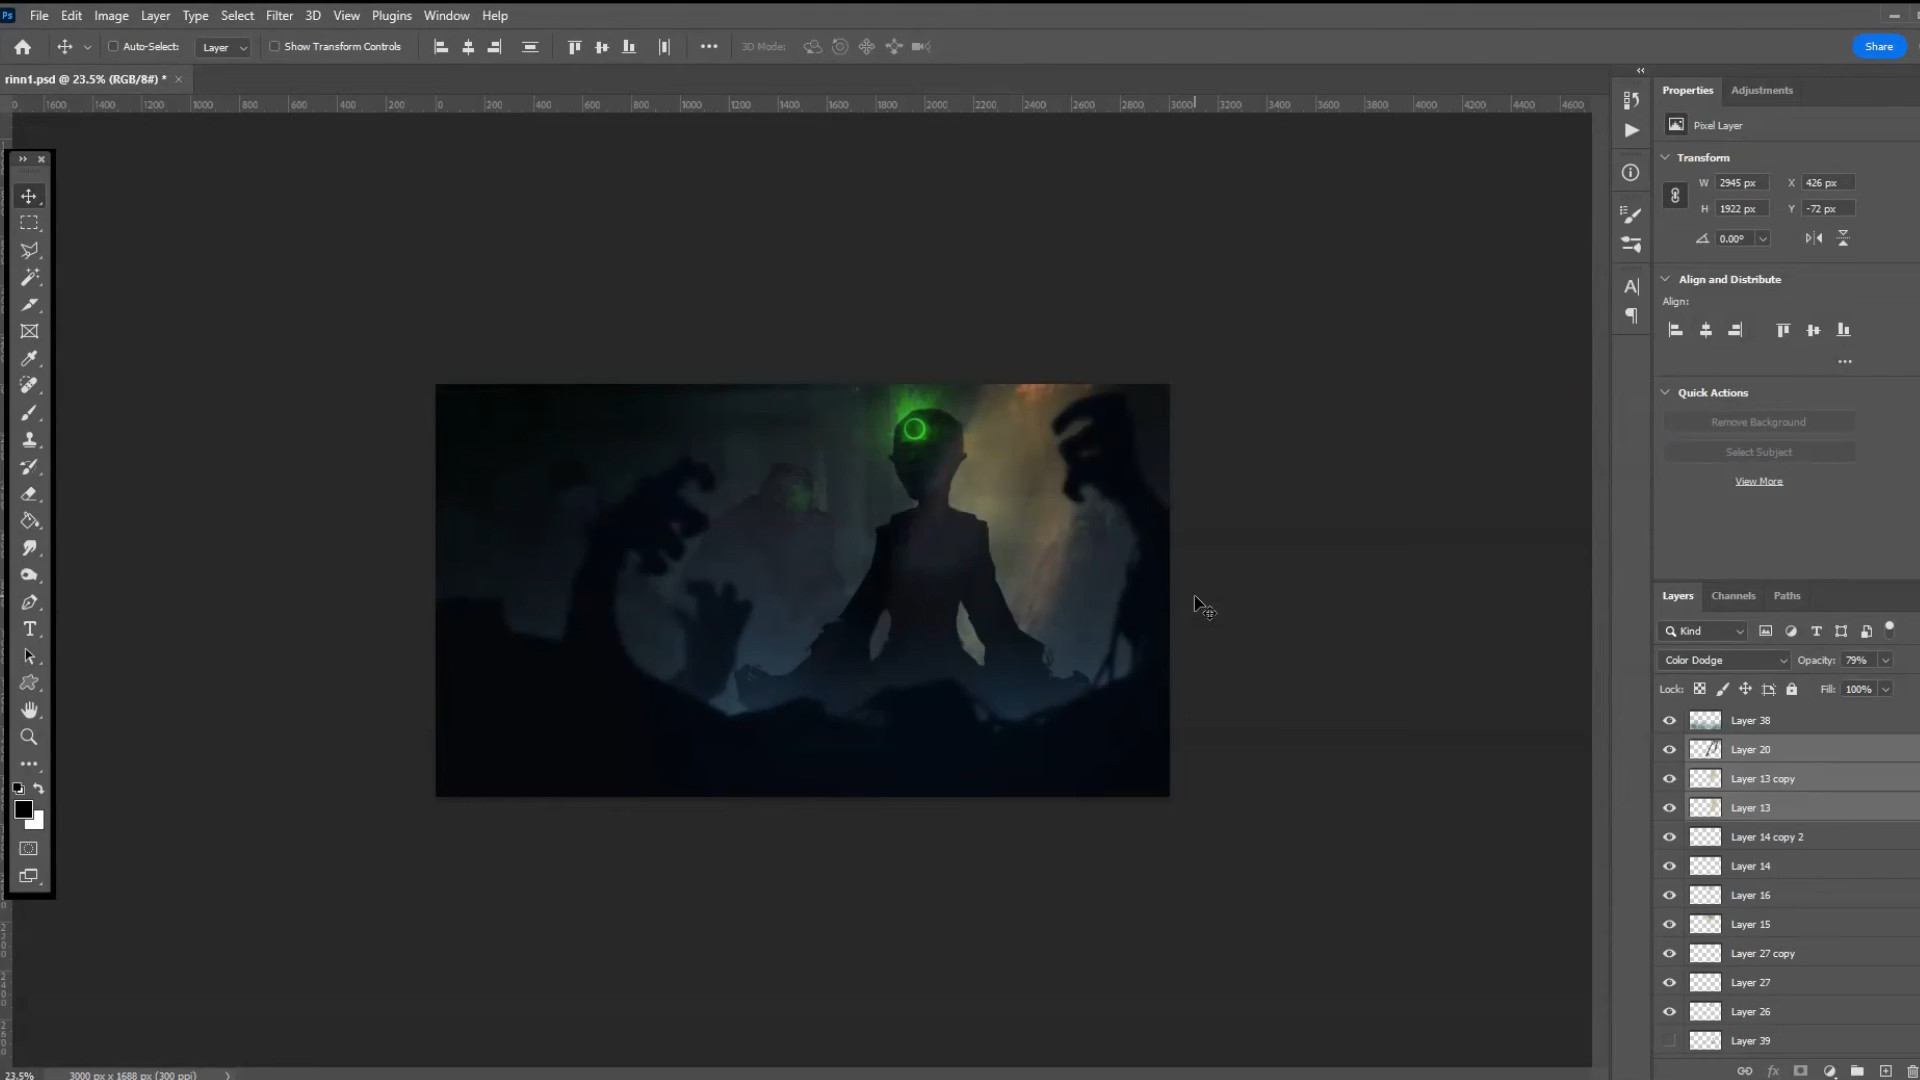 Ps File Edit Image Layer Type Select Filter 3D View Plugins Window Help
Auto-Select: Layer Show Transform Controls 3D Mode: Share
rinn1.psd @ 23.5% (RGB/8#) * ×
1600 1400 1200 1000 800 600 400 200 0 200 400 600 800 1000 1200 1400 1600 1800 2000 2200 2400 2600 2800 3000 3200 3400 3600 3800 4000 4200 4400 4600
Properties Adjustments
Pixel Layer
Transform
W 2945 px X 426 px
H 1922 px Y -72 px
0.00°
Align and Distribute
Align:
Quick Actions
Remove Background
Select Subject
View More
Layers Channels Paths
Kind
Color Dodge Opacity: 79%
Lock: Fill: 100%
Layer 38
Layer 20
Layer 13 copy
Layer 13
Layer 14 copy 2
Layer 14
Layer 16
Layer 15
Layer 27 copy
Layer 27
Layer 26
Layer 39
23.5% 3000 px x 1688 px (300 ppi)